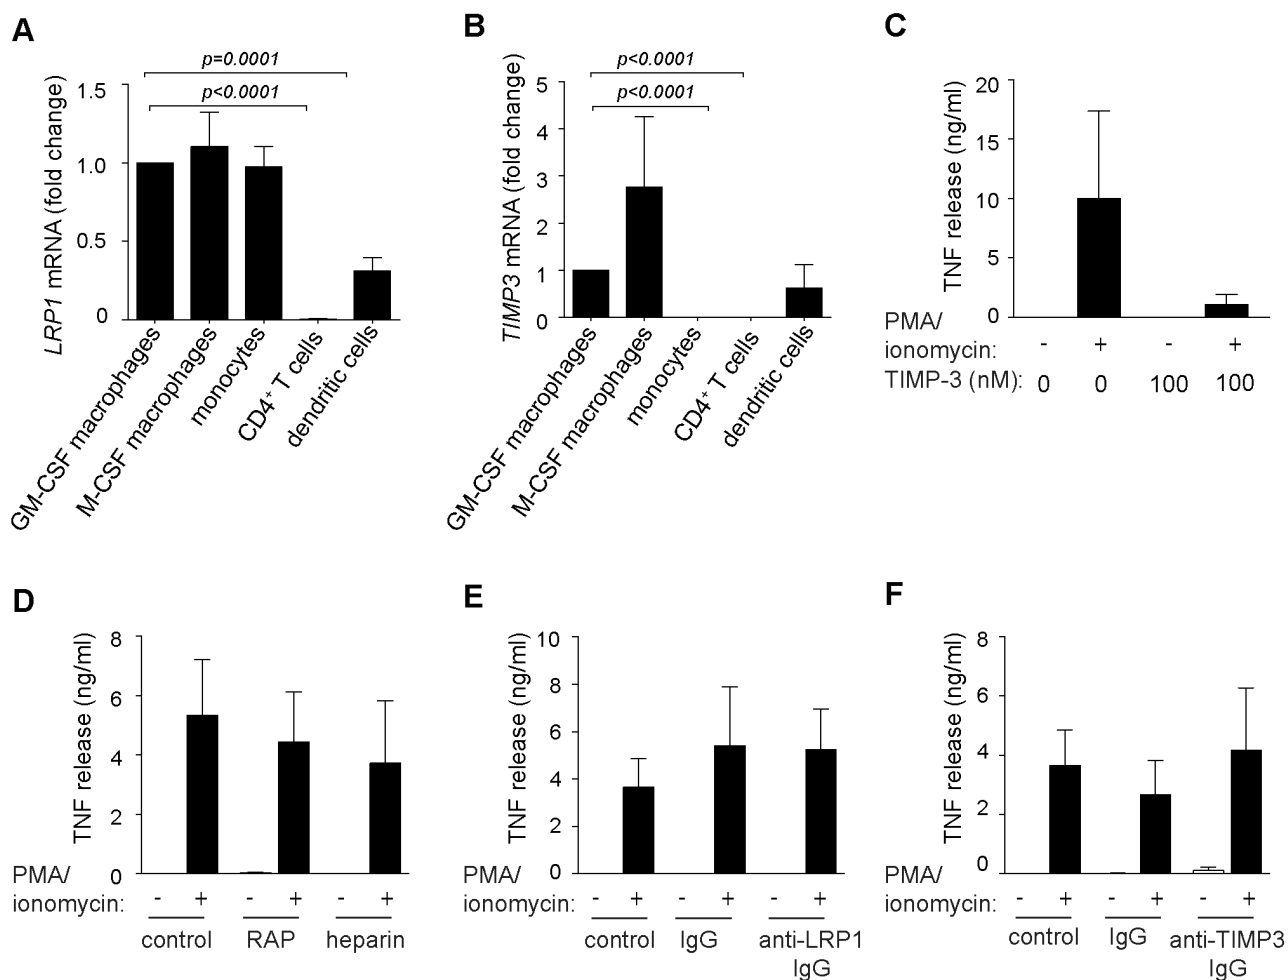 A
p=0.0001
p<0.0001
LRP1 mRNA (fold change)
1.5
1.0
0.5
0
GM-CSF macrophages
M-CSF macrophages
monocytes
CD4⁺ T cells
dendritic cells
B
p<0.0001
p<0.0001
TIMP3 mRNA (fold change)
5
4
3
2
1
0
GM-CSF macrophages
M-CSF macrophages
monocytes
CD4⁺ T cells
dendritic cells
C
TNF release (ng/ml)
20
15
10
5
0
PMA/
ionomycin: - + - +
TIMP-3 (nM): 0 0 100 100
D
TNF release (ng/ml)
8
6
4
2
0
PMA/
ionomycin: - + - + - +
control RAP heparin
E
TNF release (ng/ml)
10
8
6
4
2
0
PMA/
ionomycin: - + - + - +
control IgG anti-LRP1
IgG
F
TNF release (ng/ml)
8
6
4
2
0
PMA/
ionomycin: - + - + - +
control IgG anti-TIMP3
IgG